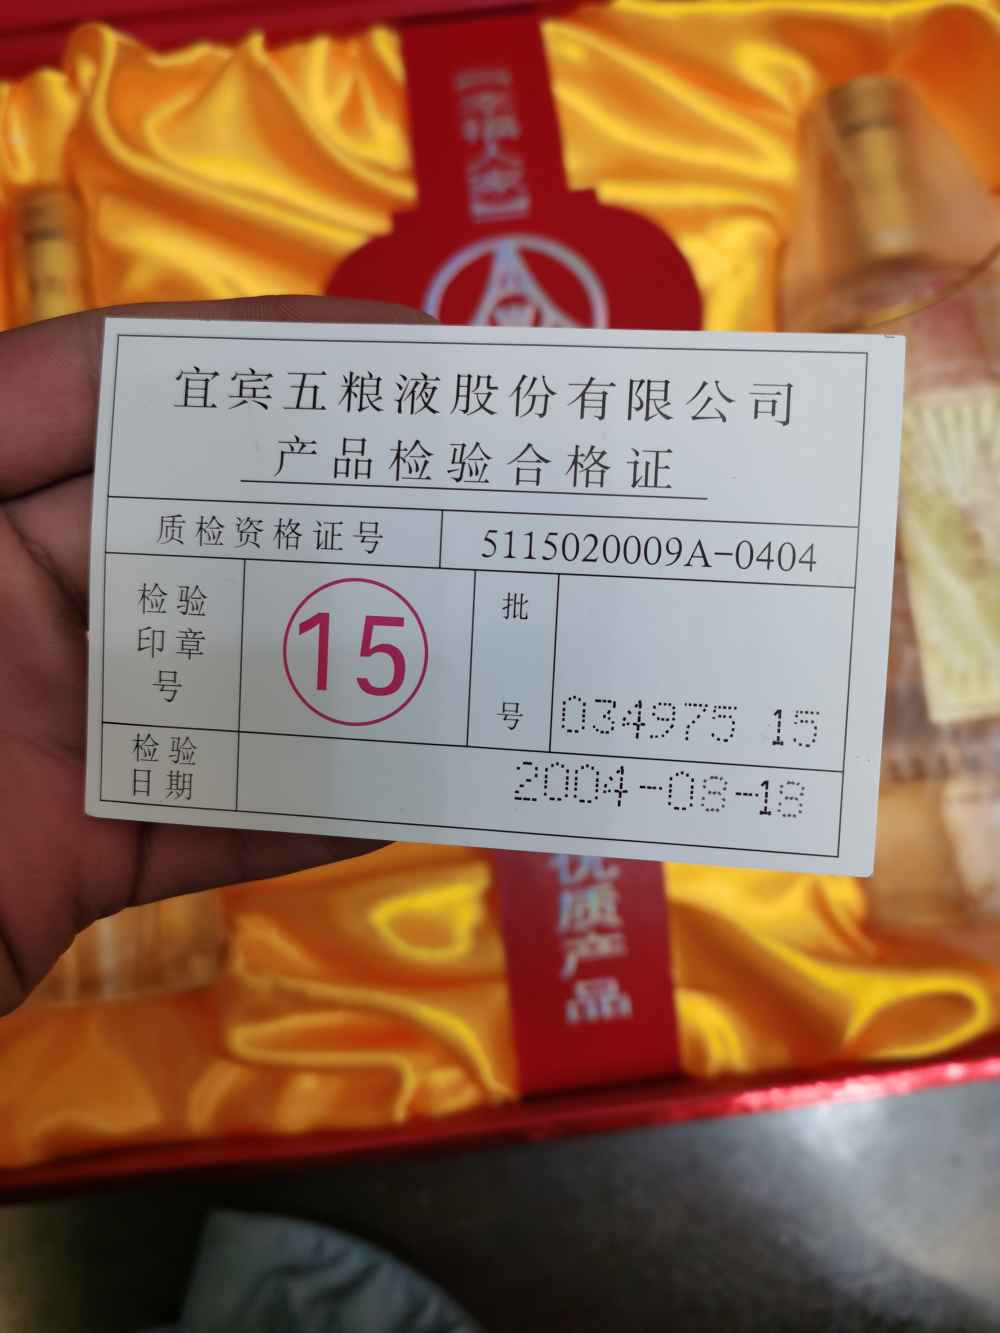 宜宾五粮液股份有限公司
产品检验合格证
质检资格证号 5115020009A-0404
检验印章号 15 批号 034975 15
检验日期 2004-08-18
优质产品